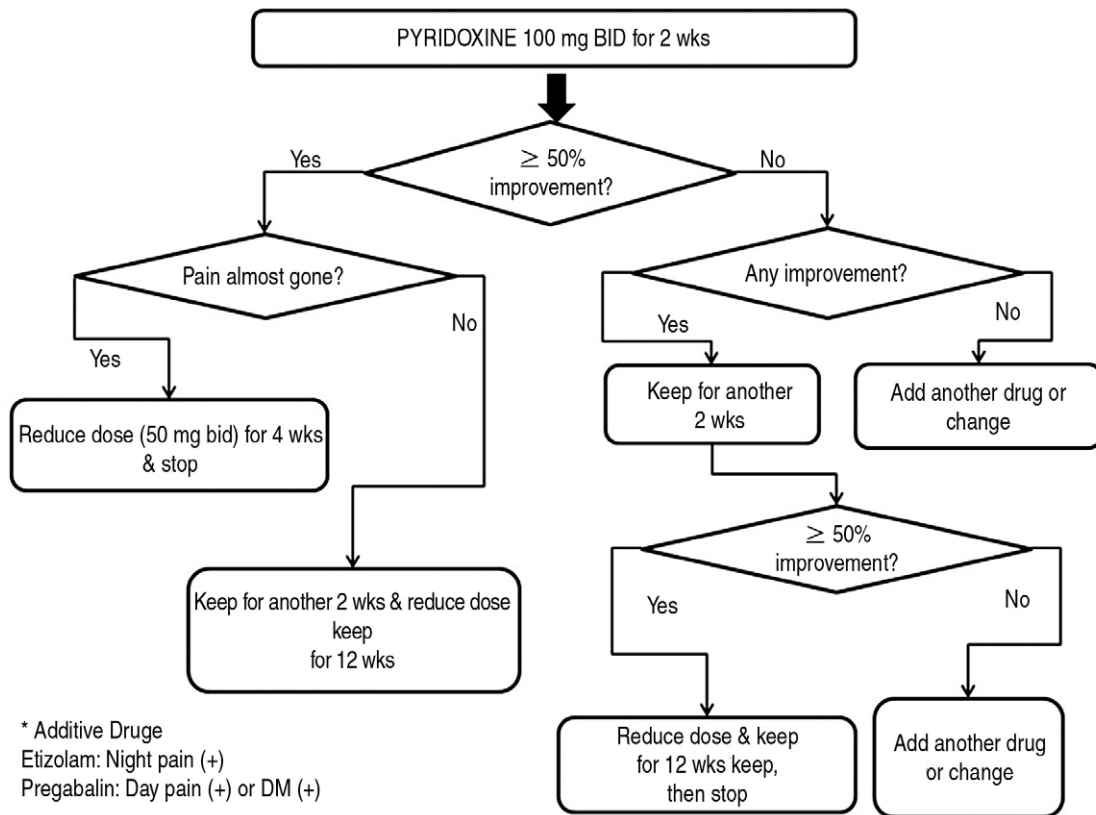 PYRIDOXINE 100 mg BID for 2 wks
≥ 50%
improvement?
Yes
No
Pain almost gone?
Any improvement?
Yes
No
Yes
No
Reduce dose (50 mg bid) for 4 wks
& stop
Keep for another
2 wks
Add another drug or
change
Keep for another 2 wks & reduce dose
keep
for 12 wks
≥ 50%
improvement?
Yes
No
Reduce dose & keep
for 12 wks keep,
then stop
Add another drug
or change
* Additive Druge
Etizolam: Night pain (+)
Pregabalin: Day pain (+) or DM (+)